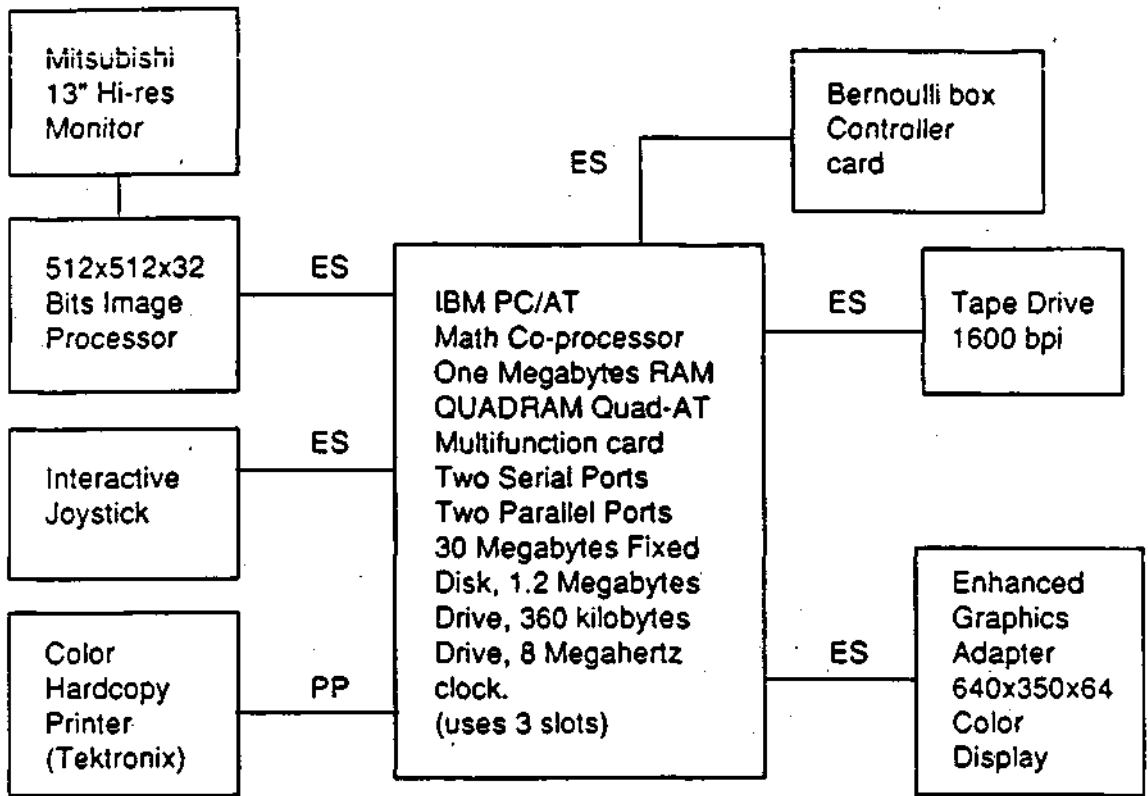 Mitsubishi
13" Hi-res
Monitor
Bernoulli box
Controller
card
ES
512x512x32
Bits Image
Processor
ES
IBM PC/AT
Math Co-processor
One Megabytes RAM
QUADRAM Quad-AT
Multifunction card
Two Serial Ports
Two Parallel Ports
30 Megabytes Fixed
Disk, 1.2 Megabytes
Drive, 360 kilobytes
Drive, 8 Megahertz
clock.
(uses 3 slots)
ES
Tape Drive
1600 bpi
Interactive
Joystick
ES
Color
Hardcopy
Printer
(Tektronix)
PP
ES
Enhanced
Graphics
Adapter
640x350x64
Color
Display